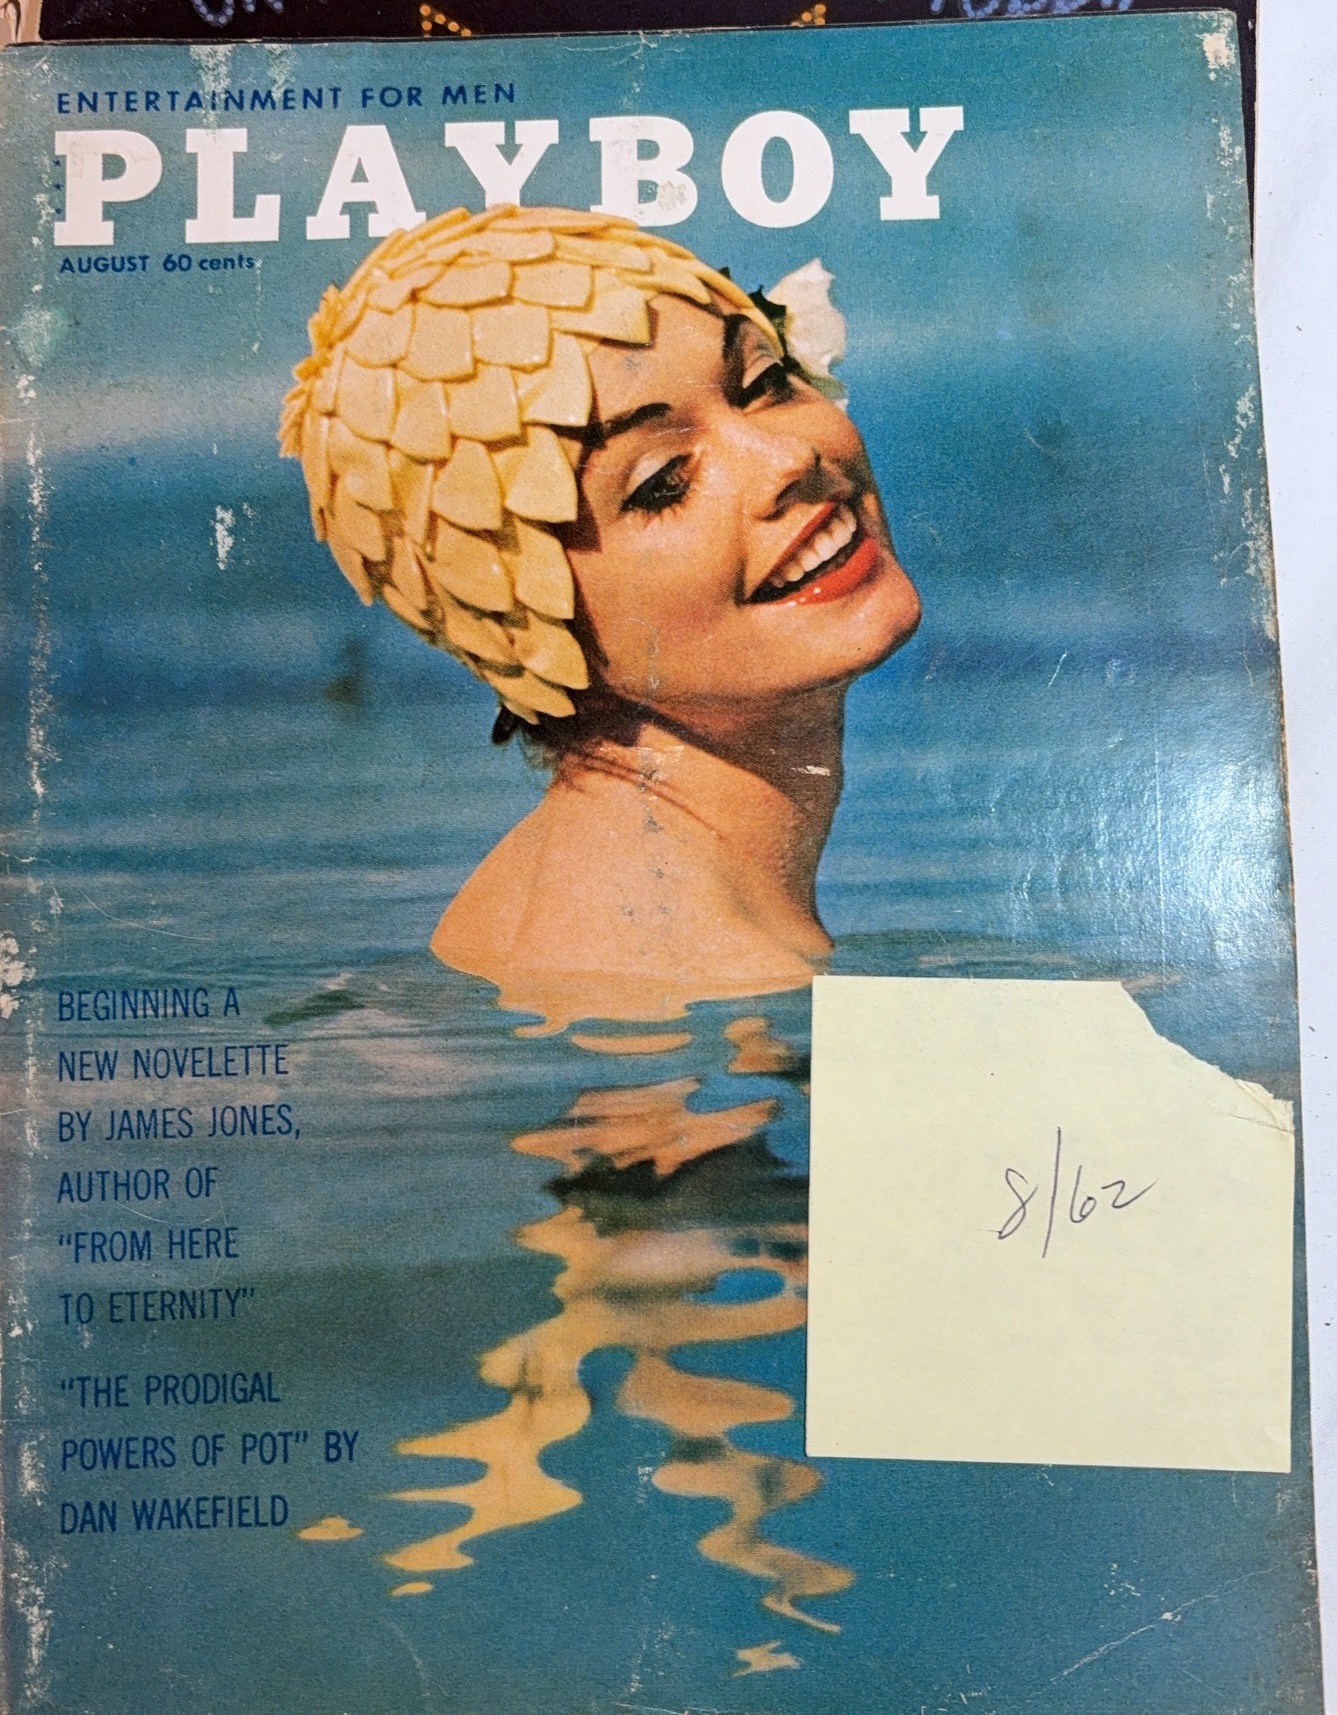 ENTERTAINMENT FOR MEN
PLAYBOY
AUGUST 60 cents
BEGINNING A
NEW NOVELETTE
BY JAMES JONES,
AUTHOR OF
"FROM HERE
TO ETERNITY"
"THE PRODIGAL
POWERS OF POT" BY
DAN WAKEFIELD
8/62